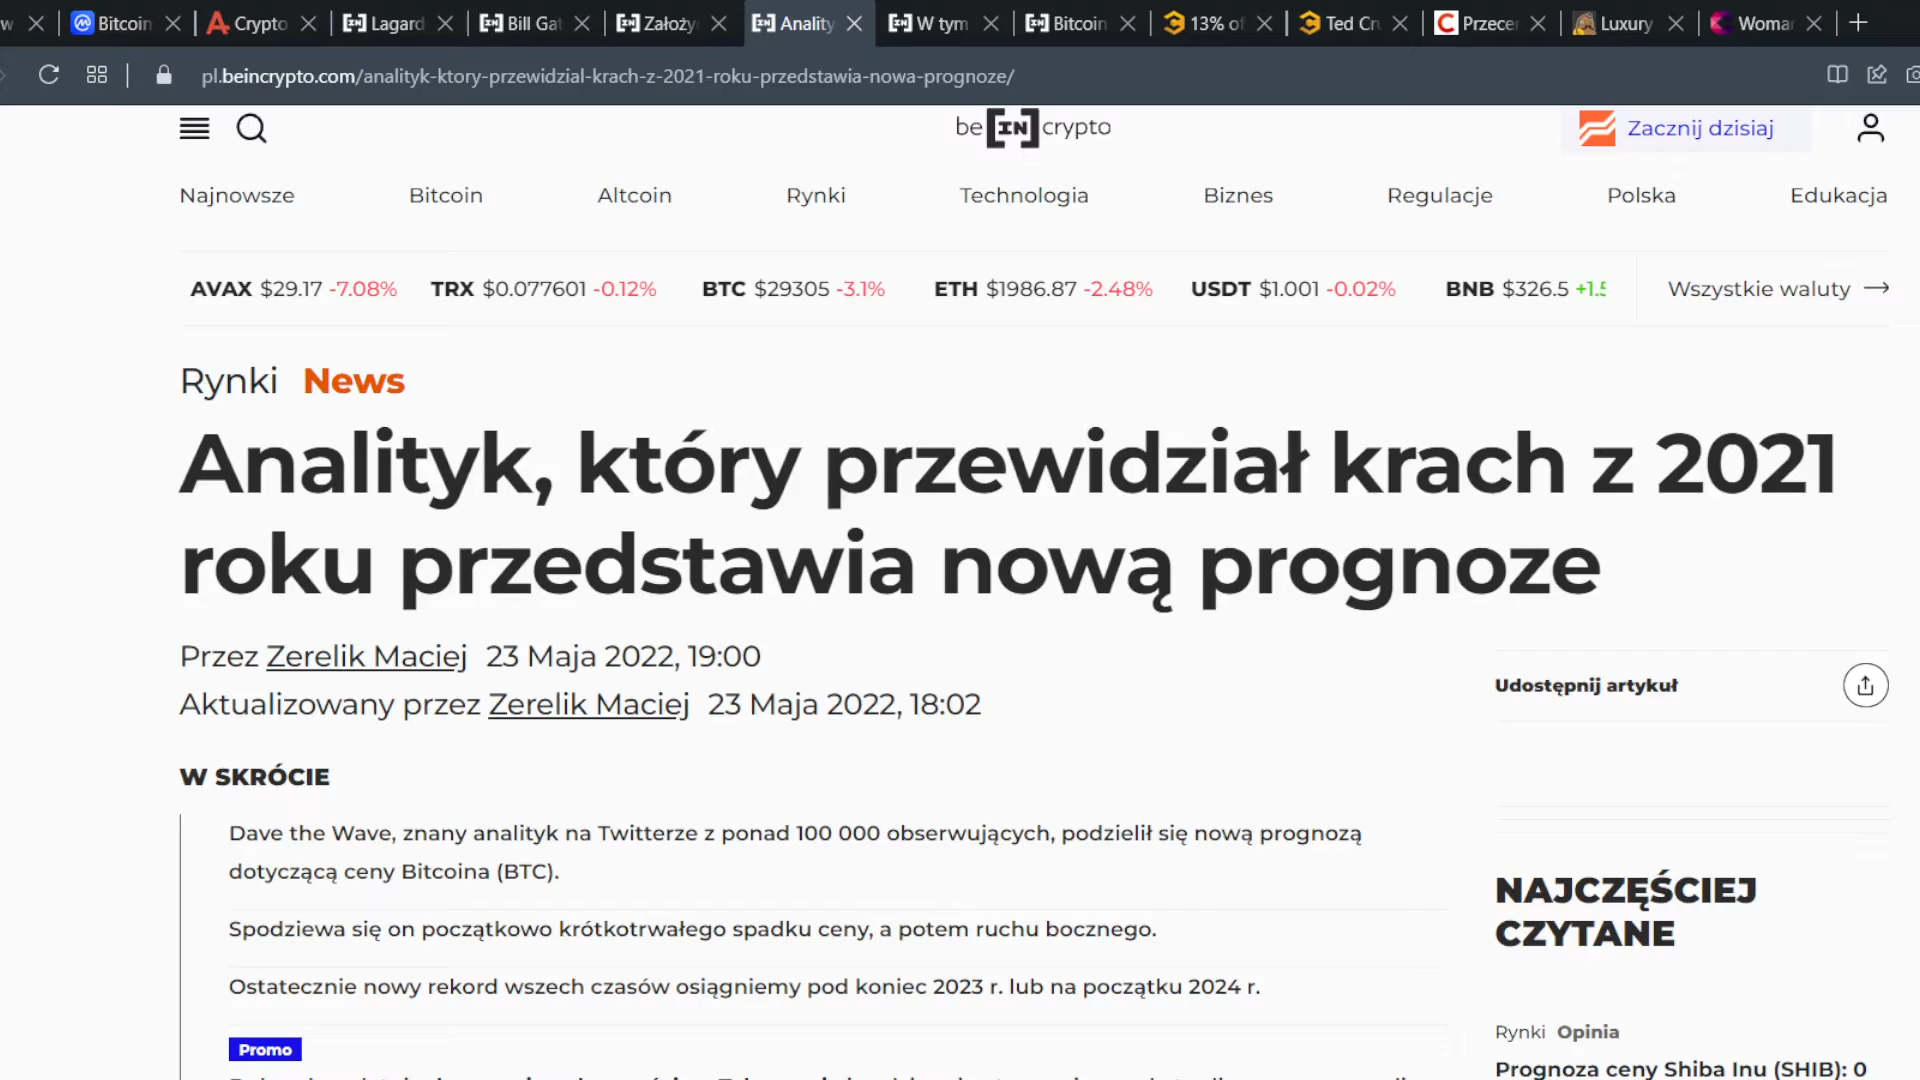 w
Bitcoin
Crypto
Lagard
Bill Gat
Założy
Anality
W tym
Bitcoin
13% of
Ted Cru
Przecen
Luxury
Woman
pl.beincrypto.com/analityk-ktory-przewidzial-krach-z-2021-roku-przedstawia-nowa-prognoze/
be[IN]crypto
Zacznij dzisiaj
Najnowsze Bitcoin Altcoin Rynki Technologia Biznes Regulacje Polska Edukacja
AVAX $29.17 -7.08% TRX $0.077601 -0.12% BTC $29305 -3.1% ETH $1986.87 -2.48% USDT $1.001 -0.02% BNB $326.5 +1.5 Wszystkie waluty
Rynki News
Analityk, który przewidział krach z 2021
roku przedstawia nową prognoze
Przez Zerelik Maciej 23 Maja 2022, 19:00
Aktualizowany przez Zerelik Maciej 23 Maja 2022, 18:02
Udostępnij artykuł
W SKRÓCIE
Dave the Wave, znany analityk na Twitterze z ponad 100 000 obserwujących, podzielił się nową prognozą
dotyczącą ceny Bitcoina (BTC).
Spodziewa się on początkowo krótkotrwałego spadku ceny, a potem ruchu bocznego.
Ostatecznie nowy rekord wszech czasów osiągniemy pod koniec 2023 r. lub na początku 2024 r.
Promo
NAJCZĘŚCIEJ
CZYTANE
Rynki Opinia
Prognoza ceny Shiba Inu (SHIB): 0